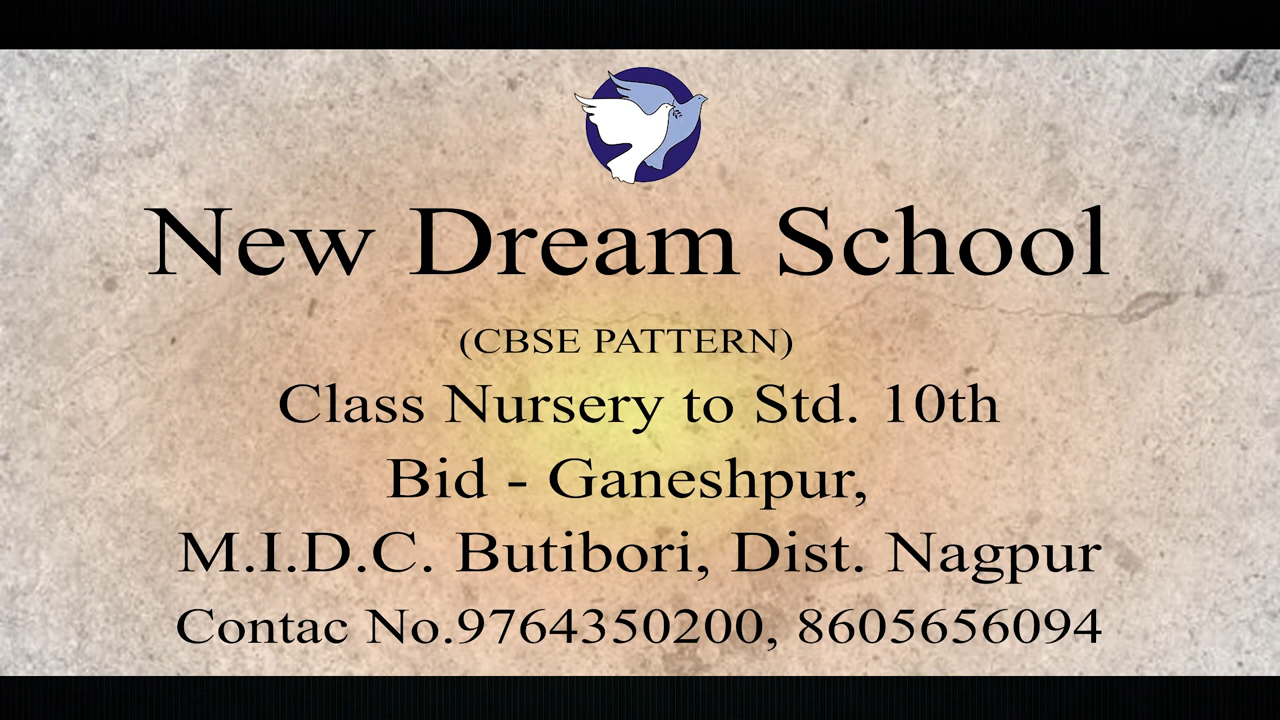 New Dream School
(CBSE PATTERN)
Class Nursery to Std. 10th
Bid - Ganeshpur,
M.I.D.C. Butibori, Dist. Nagpur
Contac No.9764350200, 8605656094